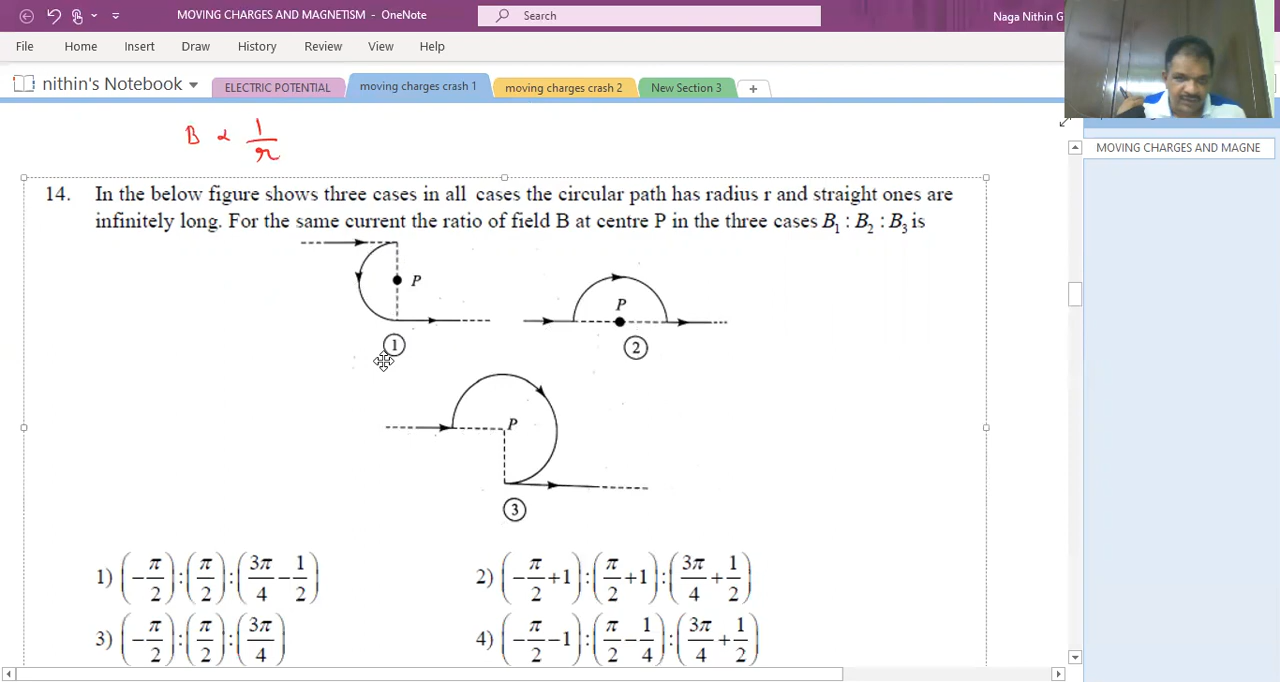 MOVING CHARGES AND MAGNETISM - OneNote
Search
Naga Nithin G
File Home Insert Draw History Review View Help
nithin's Notebook
ELECTRIC POTENTIAL
moving charges crash 1
moving charges crash 2
New Section 3
MOVING CHARGES AND MAGNE
B ∝ 1/r
14. In the below figure shows three cases in all cases the circular path has radius r and straight ones are
infinitely long. For the same current the ratio of field B at centre P in the three cases B₁ : B₂ : B₃ is
P
P
①
②
P
③
1) (−π/2) : (π/2) : (3π/4 − 1/2)
2) (−π/2 + 1) : (π/2 + 1) : (3π/4 + 1/2)
3) (−π/2) : (π/2) : (3π/4)
4) (−π/2 − 1) : (π/2 − 1/4) : (3π/4 + 1/2)